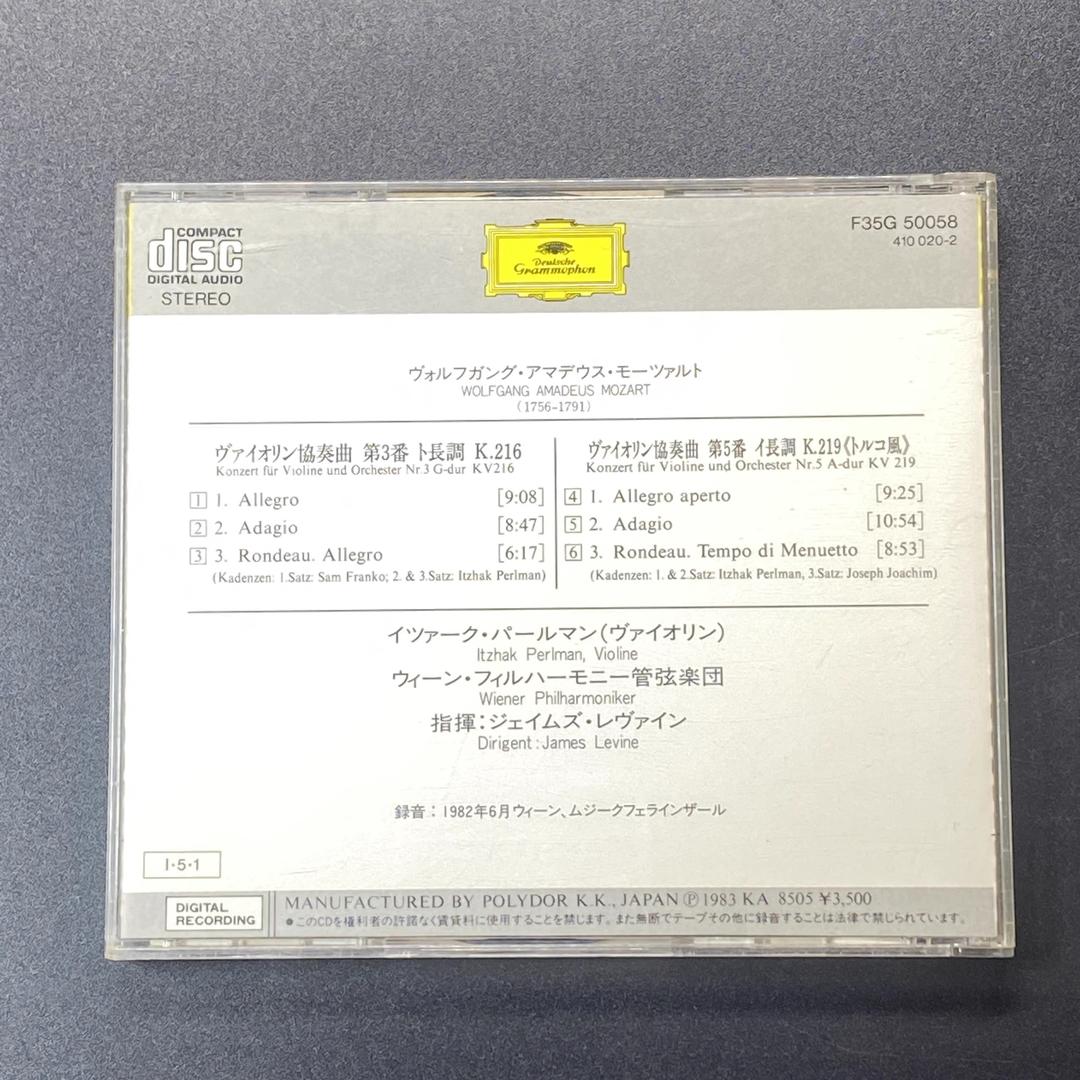 COMPACT
disc
DIGITAL AUDIO
STEREO
Deutsche
Grammophon
F35G 50058
410 020-2
ヴォルフガング・アマデウス・モーツァルト
WOLFGANG AMADEUS MOZART
(1756-1791)
ヴァイオリン協奏曲 第3番 ト長調 K.216
Konzert für Violine und Orchester Nr.3 G-dur KV216
1 1. Allegro [9:08]
2 2. Adagio [8:47]
3 3. Rondeau. Allegro [6:17]
(Kadenzen: 1.Satz: Sam Franko; 2. & 3.Satz: Itzhak Perlman)
ヴァイオリン協奏曲 第5番 イ長調 K.219《トルコ風》
Konzert für Violine und Orchester Nr.5 A-dur KV 219
4 1. Allegro aperto [9:25]
5 2. Adagio [10:54]
6 3. Rondeau. Tempo di Menuetto [8:53]
(Kadenzen: 1. & 2.Satz: Itzhak Perlman, 3.Satz: Joseph Joachim)
イツァーク・パールマン(ヴァイオリン)
Itzhak Perlman, Violine
ウィーン・フィルハーモニー管弦楽団
Wiener Philharmoniker
指揮:ジェイムズ・レヴァイン
Dirigent:James Levine
録音:1982年6月ウィーン、ムジークフェラインザール
I・5・1
DIGITAL
RECORDING
MANUFACTURED BY POLYDOR K.K., JAPAN Ⓟ 1983 KA 8505 ¥3,500
●このCDを権利者の許諾なく賃貸料に使用することを禁じます。また無断でテープその他に録音することは法律で禁じられています。